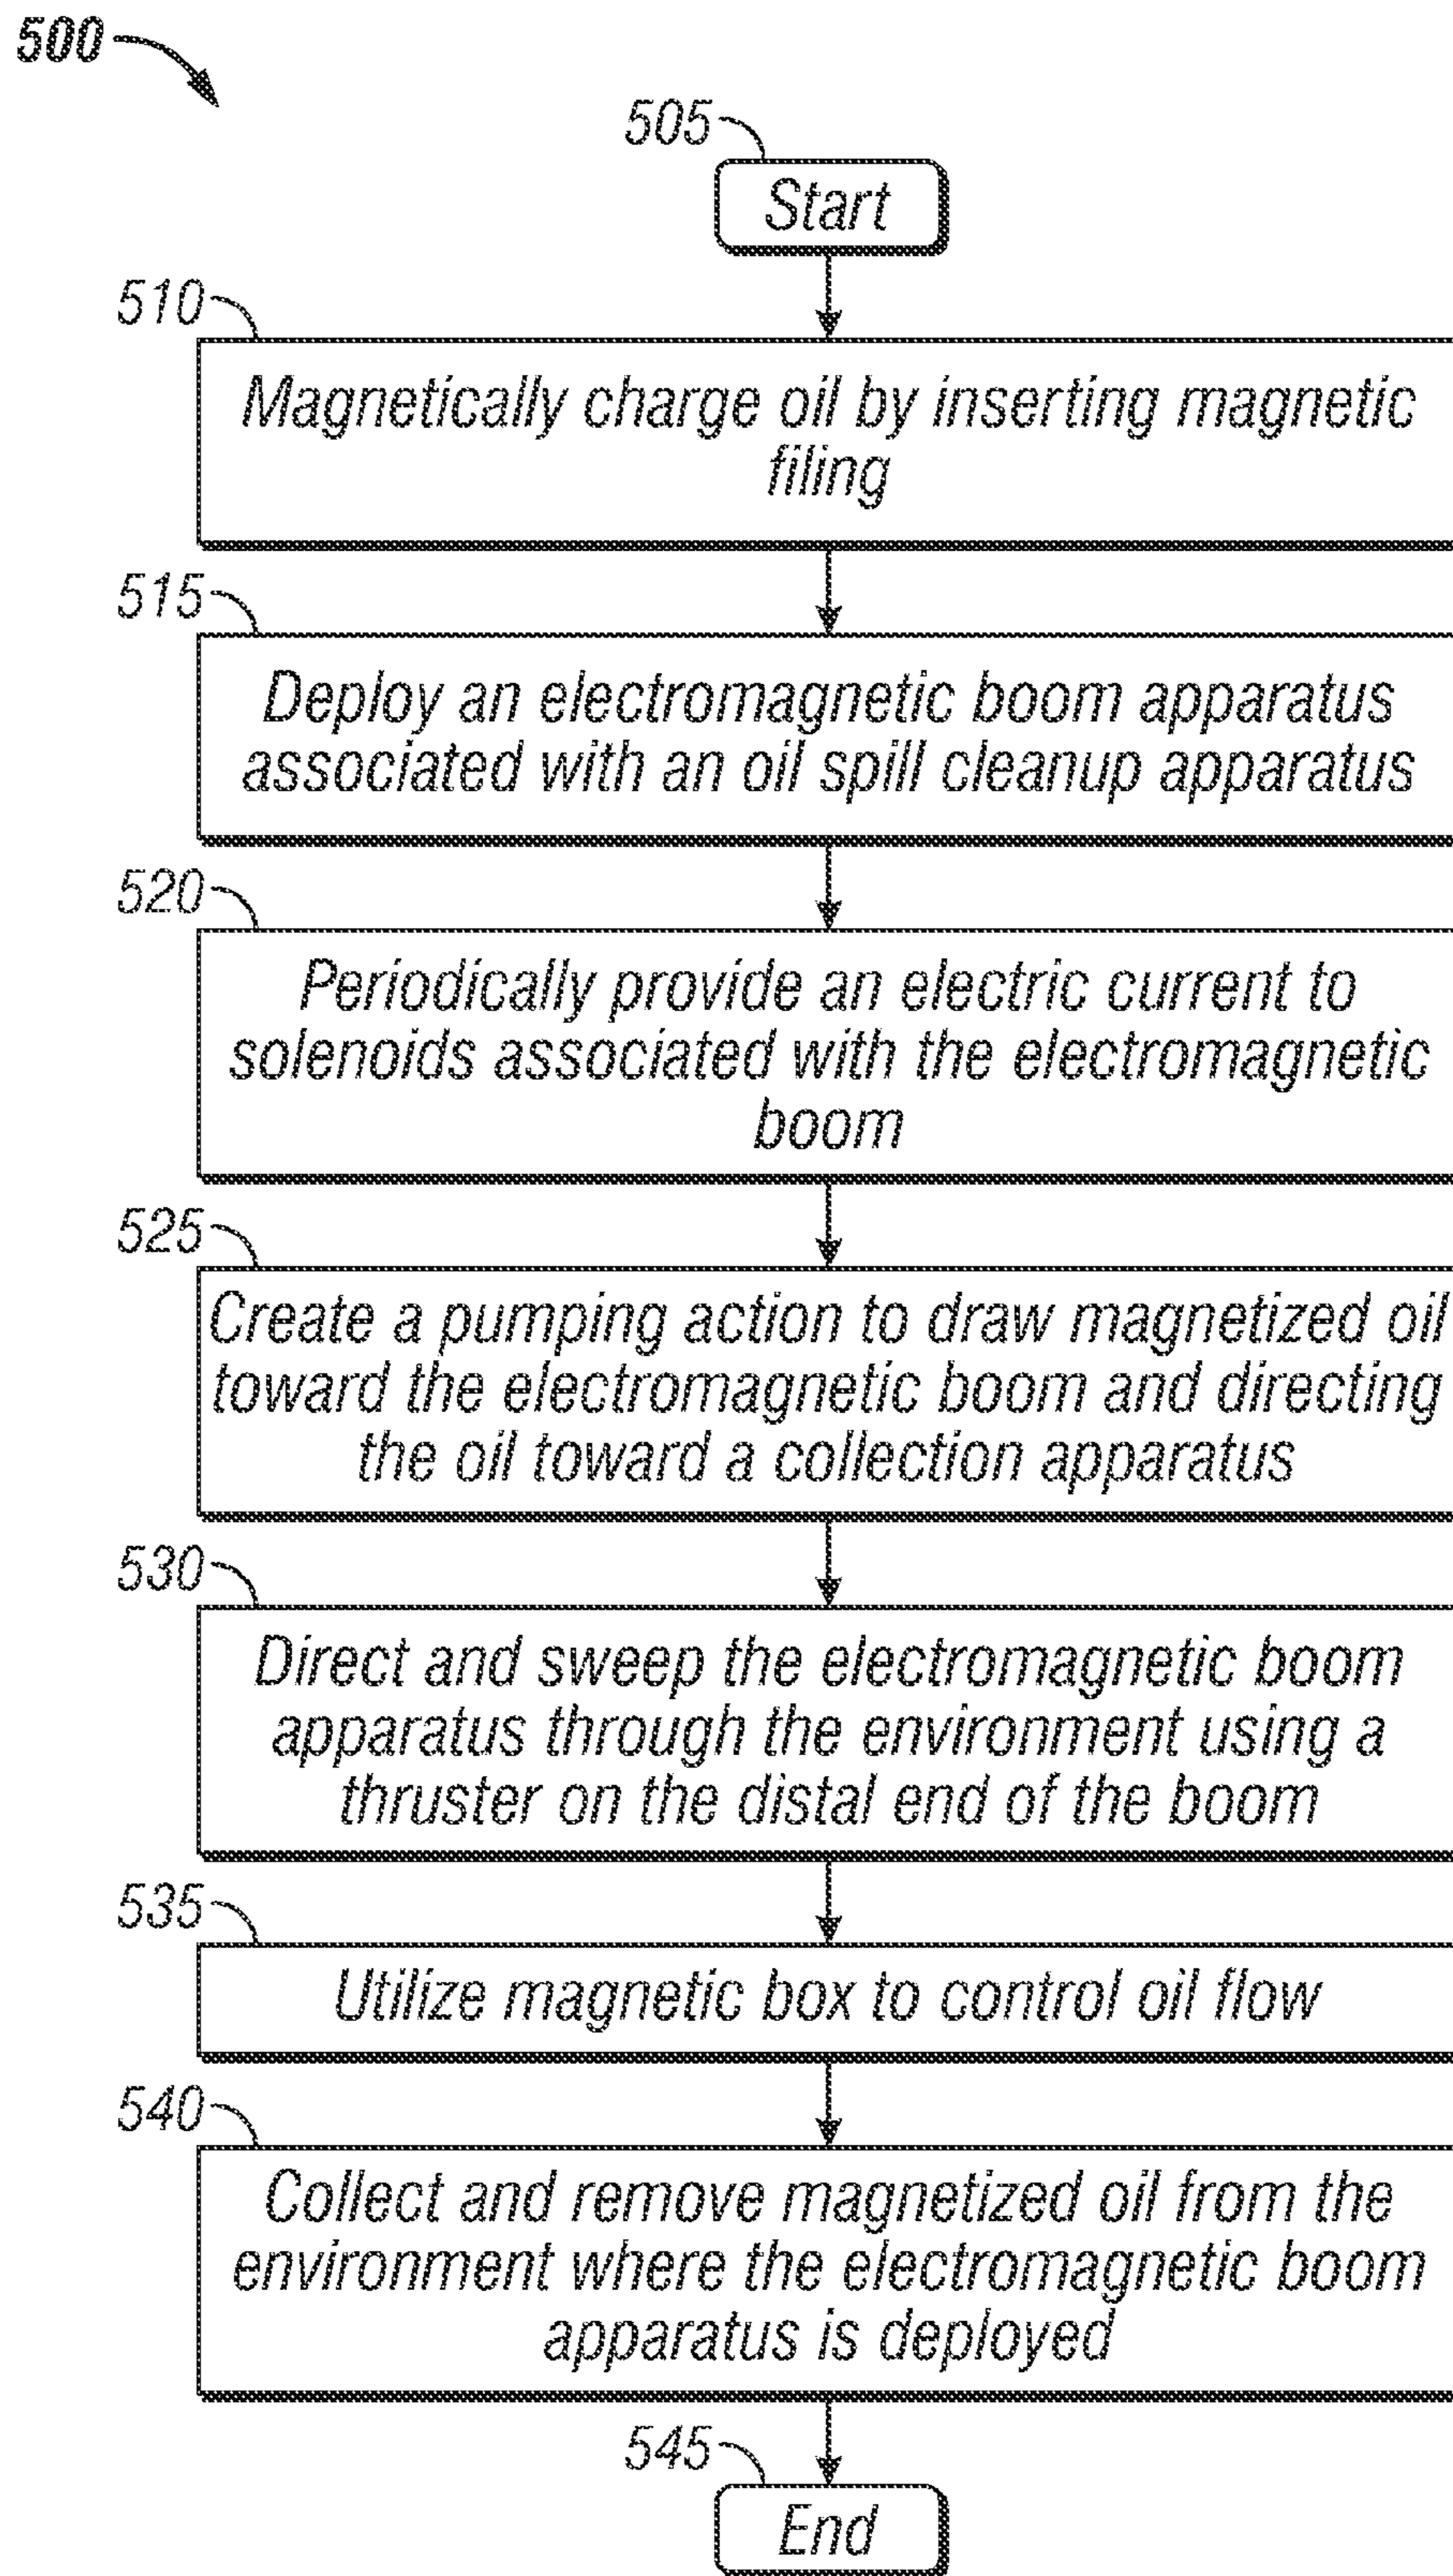 500
505
Start
510
Magnetically charge oil by inserting magnetic
filing
515
Deploy an electromagnetic boom apparatus
associated with an oil spill cleanup apparatus
520
Periodically provide an electric current to
solenoids associated with the electromagnetic
boom
525
Create a pumping action to draw magnetized oil
toward the electromagnetic boom and directing
the oil toward a collection apparatus
530
Direct and sweep the electromagnetic boom
apparatus through the environment using a
thruster on the distal end of the boom
535
Utilize magnetic box to control oil flow
540
Collect and remove magnetized oil from the
environment where the electromagnetic boom
apparatus is deployed
545
End